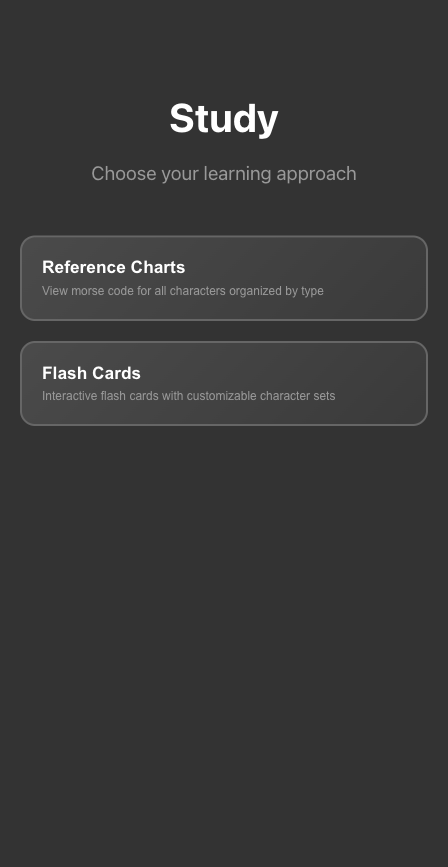 Study
Choose your learning approach
Reference Charts
View morse code for all characters organized by type
Flash Cards
Interactive flash cards with customizable character sets